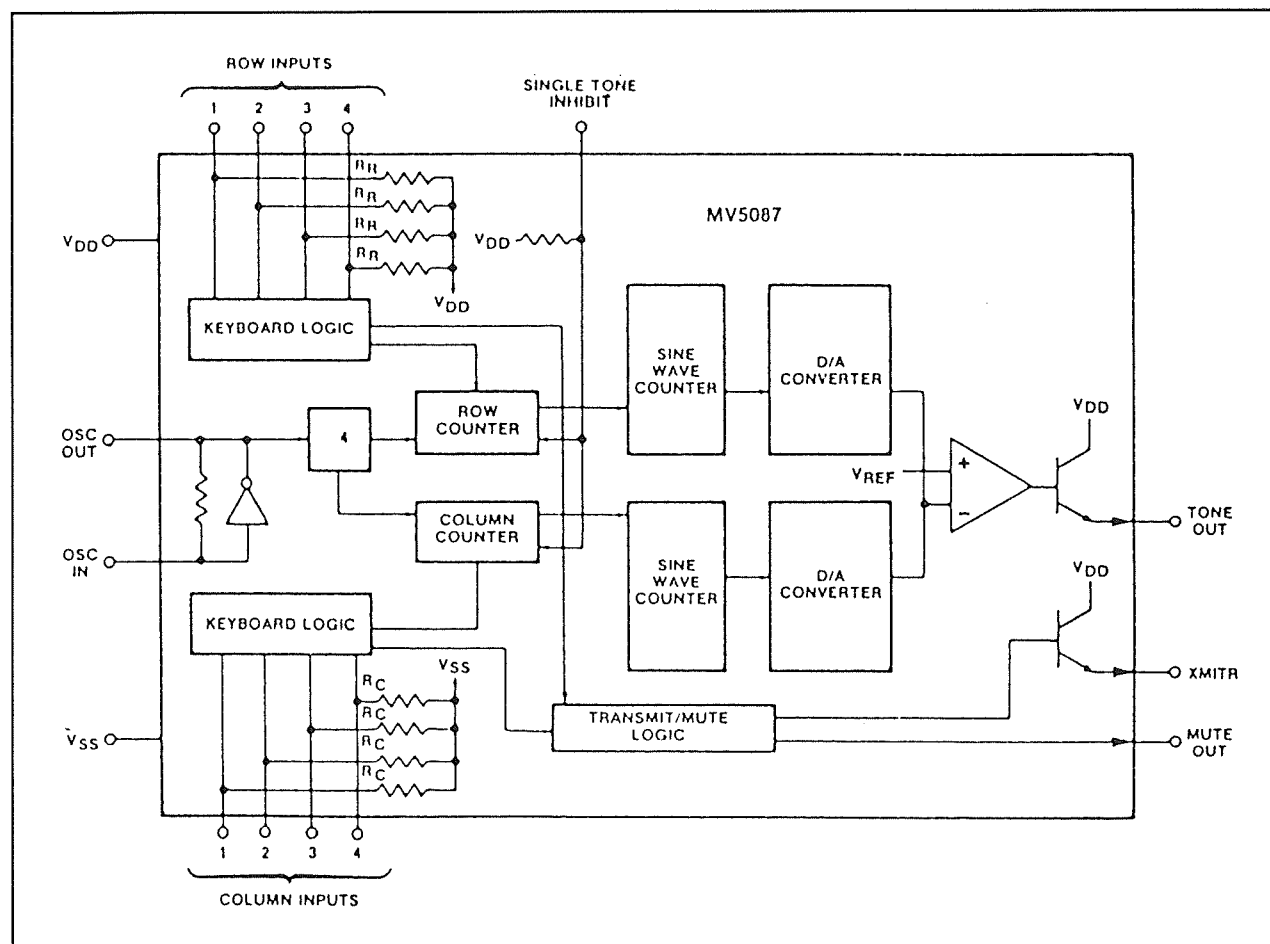 ROW INPUTS
1 2 3 4
SINGLE TONE
INHIBIT
RR
RR
RR
RR
VDD
VDD
VDD
MV5087
KEYBOARD LOGIC
SINE
WAVE
COUNTER
D/A
CONVERTER
OSC
OUT
4
ROW
COUNTER
VDD
VREF
+
−
TONE
OUT
COLUMN
COUNTER
OSC
IN
SINE
WAVE
COUNTER
D/A
CONVERTER
VDD
KEYBOARD LOGIC
VSS
RC
RC
RC
RC
XMITR
TRANSMIT/MUTE
LOGIC
VSS
MUTE
OUT
1 2 3 4
COLUMN INPUTS